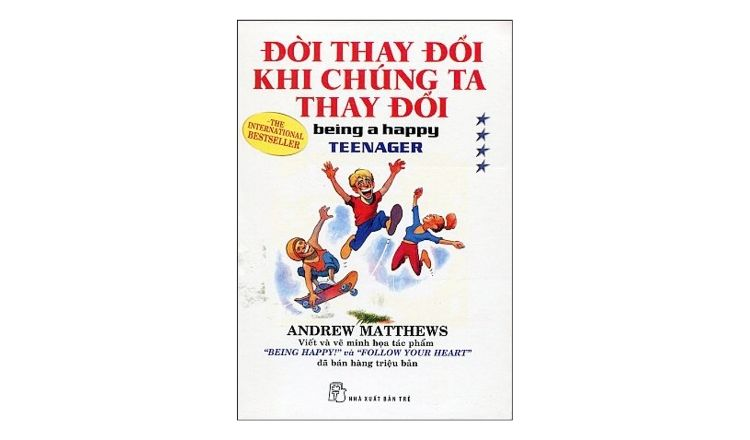 ĐỜI THAY ĐỔI
KHI CHÚNG TA
THAY ĐỔI
-THE
INTERNATIONAL
BESTSELLER
being a happy
TEENAGER
ANDREW MATTHEWS
Viết và vẽ minh họa tác phẩm
"BEING HAPPY!" và "FOLLOW YOUR HEART"
đã bán hàng triệu bản
NHÀ XUẤT BẢN TRẺ